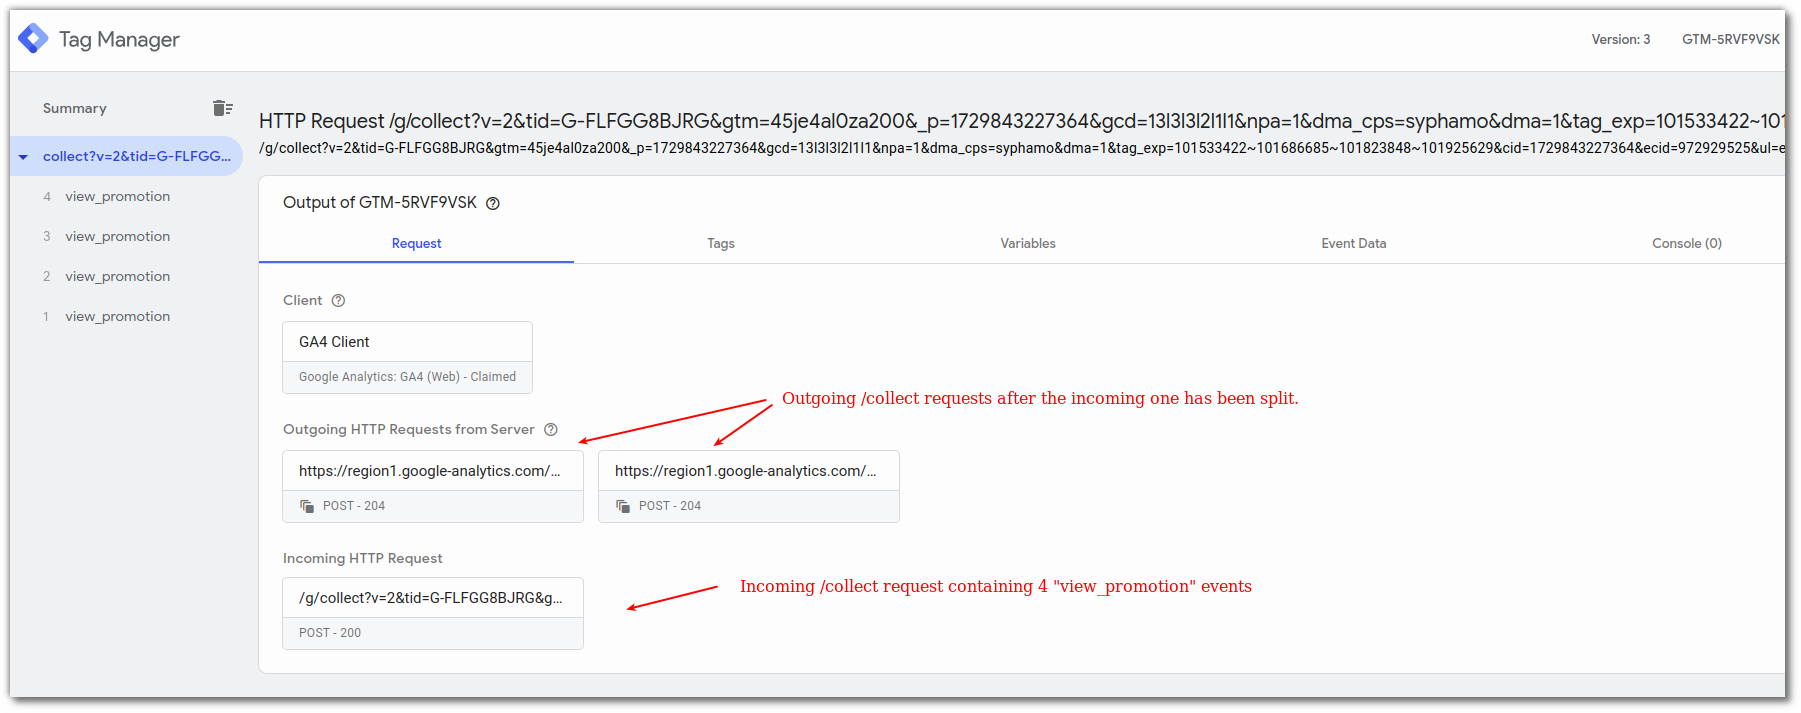 Tag Manager
Version: 3
GTM-5RVF9VSK
Summary
collect?v=2&tid=G-FLFGG...
4 view_promotion
3 view_promotion
2 view_promotion
1 view_promotion
HTTP Request /g/collect?v=2&tid=G-FLFGG8BJRG&gtm=45je4al0za200&_p=1729843227364&gcd=13l3l3l2l1l1&npa=1&dma_cps=syphamo&dma=1&tag_exp=101533422~101
/g/collect?v=2&tid=G-FLFGG8BJRG&gtm=45je4al0za200&_p=1729843227364&gcd=13l3l3l2l1l1&npa=1&dma_cps=syphamo&dma=1&tag_exp=101533422~101686685~101823848~101925629&cid=1729843227364&ecid=972929525&ul=e
Output of GTM-5RVF9VSK
Request
Tags
Variables
Event Data
Console (0)
Client
GA4 Client
Google Analytics: GA4 (Web) - Claimed
Outgoing /collect requests after the incoming one has been split.
Outgoing HTTP Requests from Server
https://region1.google-analytics.com/...
POST - 204
https://region1.google-analytics.com/...
POST - 204
Incoming HTTP Request
/g/collect?v=2&tid=G-FLFGG8BJRG&g...
POST - 200
Incoming /collect request containing 4 "view_promotion" events